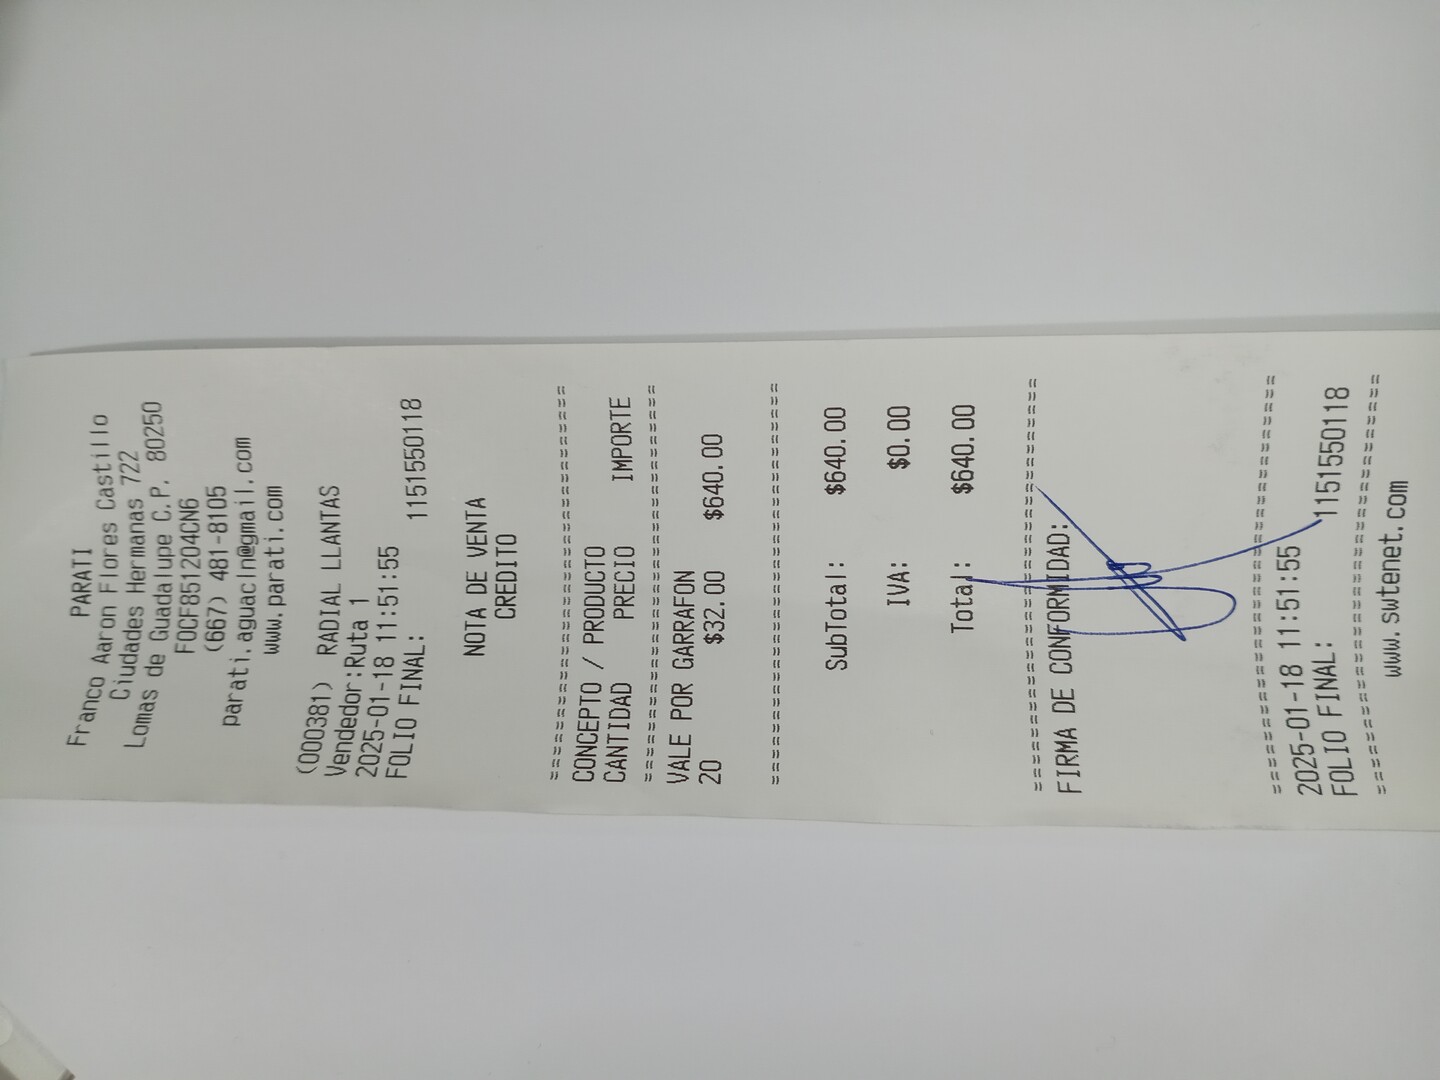 PARATI
Franco Aaron Flores Castillo
Ciudades Hermanas 722
Lomas de Guadalupe C.P. 80250
FOCF851204CN6
(667) 481-8105
parati.aguacln@gmail.com
www.parati.com
(000381) RADIAL LLANTAS
Vendedor:Ruta 1
2025-01-18 11:51:55
FOLIO FINAL: 1151550118
NOTA DE VENTA
CREDITO
==============================
CONCEPTO / PRODUCTO
CANTIDAD PRECIO IMPORTE
==============================
VALE POR GARRAFON
20 $32.00 $640.00
==============================
SubTotal: $640.00
IVA: $0.00
Total: $640.00
==============================
FIRMA DE CONFORMIDAD:
==============================
2025-01-18 11:51:55
FOLIO FINAL: 1151550118
==============================
www.swtenet.com